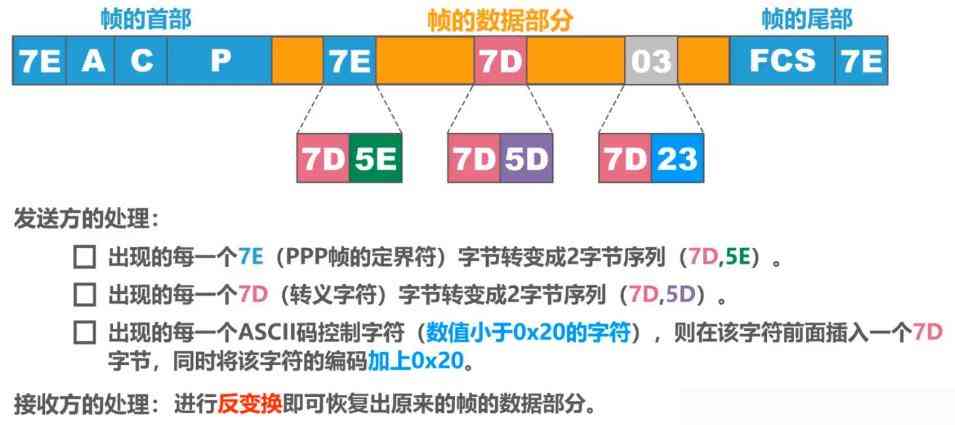 帧的首部 帧的数据部分 帧的尾部
7E A C P 7E 7D 03 FCS 7E
7D 5E 7D 5D 7D 23
发送方的处理：
出现的每一个7E（PPP帧的定界符）字节转变成2字节序列（7D,5E）。
出现的每一个7D（转义字符）字节转变成2字节序列（7D,5D）。
出现的每一个ASCII码控制字符（数值小于0x20的字符），则在该字符前面插入一个7D
字节，同时将该字符的编码加上0x20。
接收方的处理：进行反变换即可恢复出原来的帧的数据部分。